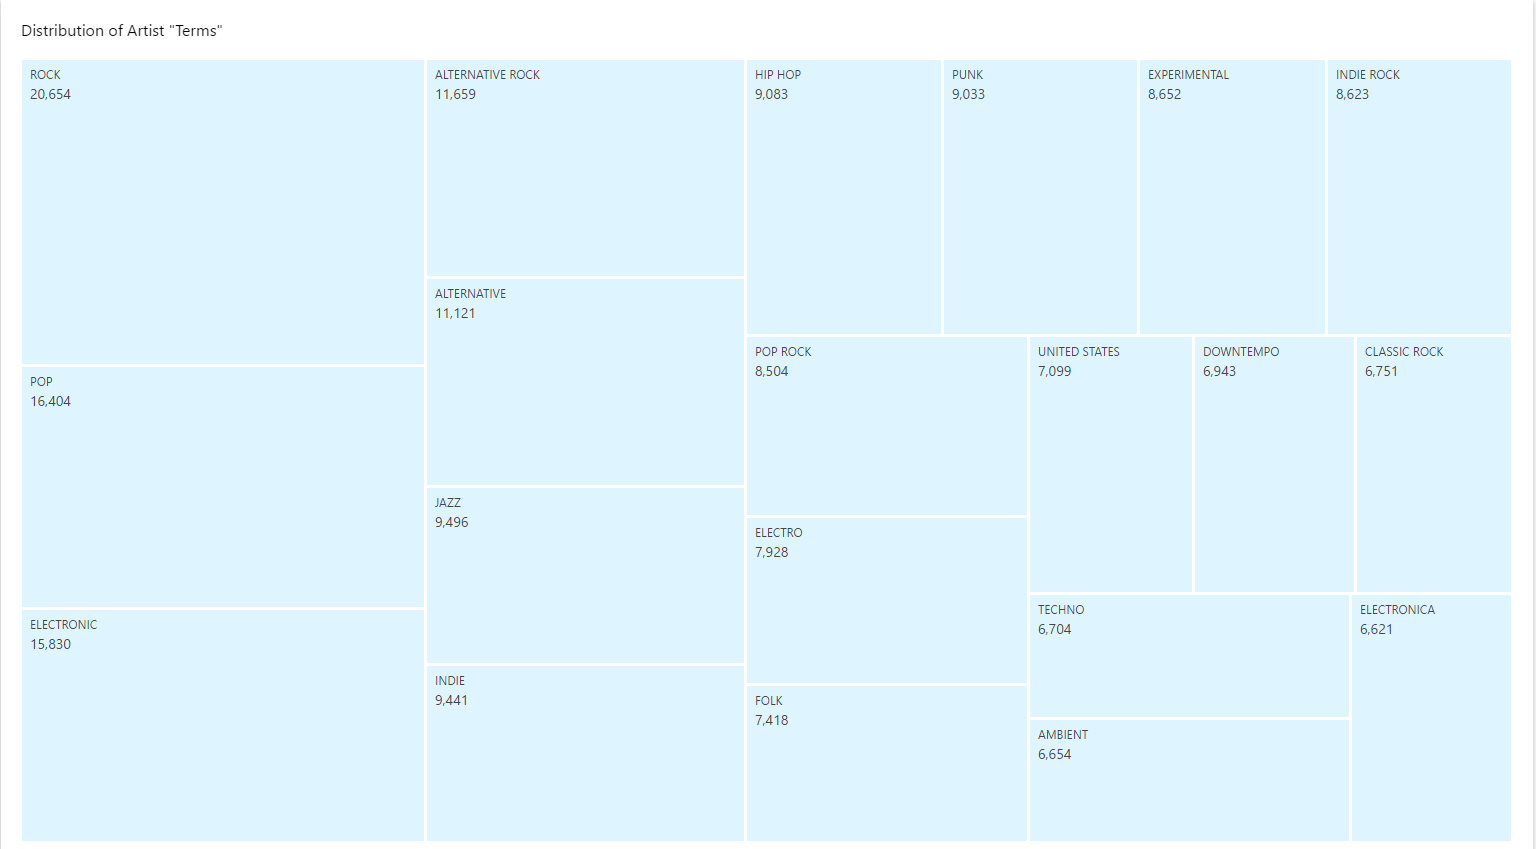 Distribution of Artist "Terms"
ROCK
20,654
POP
16,404
ELECTRONIC
15,830
ALTERNATIVE ROCK
11,659
ALTERNATIVE
11,121
JAZZ
9,496
INDIE
9,441
HIP HOP
9,083
PUNK
9,033
EXPERIMENTAL
8,652
INDIE ROCK
8,623
POP ROCK
8,504
ELECTRO
7,928
FOLK
7,418
UNITED STATES
7,099
DOWNTEMPO
6,943
CLASSIC ROCK
6,751
TECHNO
6,704
AMBIENT
6,654
ELECTRONICA
6,621